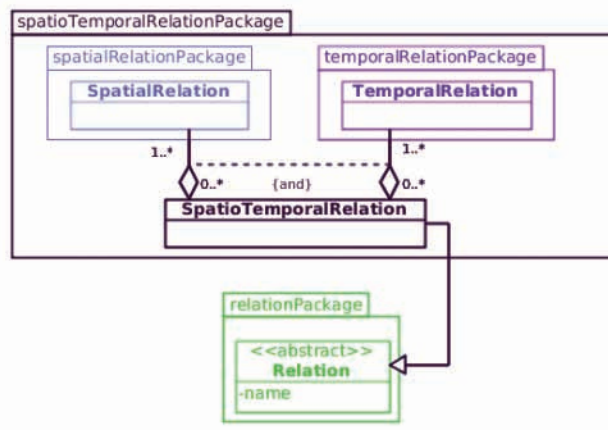 spatioTemporalRelationPackage
spatialRelationPackage
temporalRelationPackage
SpatialRelation
TemporalRelation
1..*
1..*
0..*
{and}
0..*
SpatioTemporalRelation
relationPackage
<<abstract>>
Relation
-name